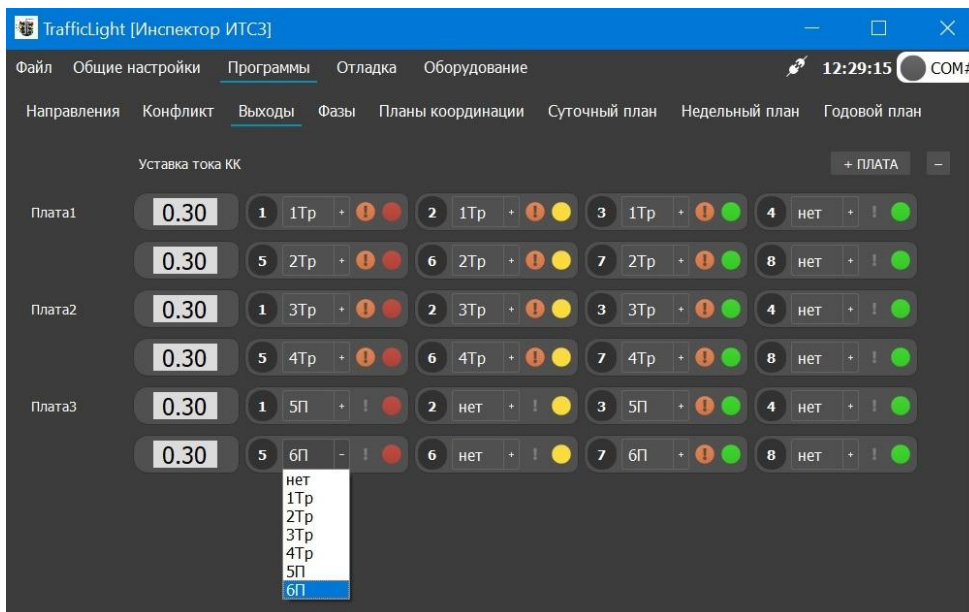 TrafficLight [Инспектор ИТСЗ]
Файл Общие настройки Программы Отладка Оборудование 12:29:15 COM#
Направления Конфликт Выходы Фазы Планы координации Суточный план Недельный план Годовой план
Уставка тока КК + ПЛАТА –
Плата1 0.30 1 1Тр + ! 2 1Тр + ! 3 1Тр + ! 4 нет + !
0.30 5 2Тр + ! 6 2Тр + ! 7 2Тр + ! 8 нет + !
Плата2 0.30 1 3Тр + ! 2 3Тр + ! 3 3Тр + ! 4 нет + !
0.30 5 4Тр + ! 6 4Тр + ! 7 4Тр + ! 8 нет + !
Плата3 0.30 1 5П + ! 2 нет + ! 3 5П + ! 4 нет + !
0.30 5 6П - ! 6 нет + ! 7 6П + ! 8 нет + !
нет
1Тр
2Тр
3Тр
4Тр
5П
6П